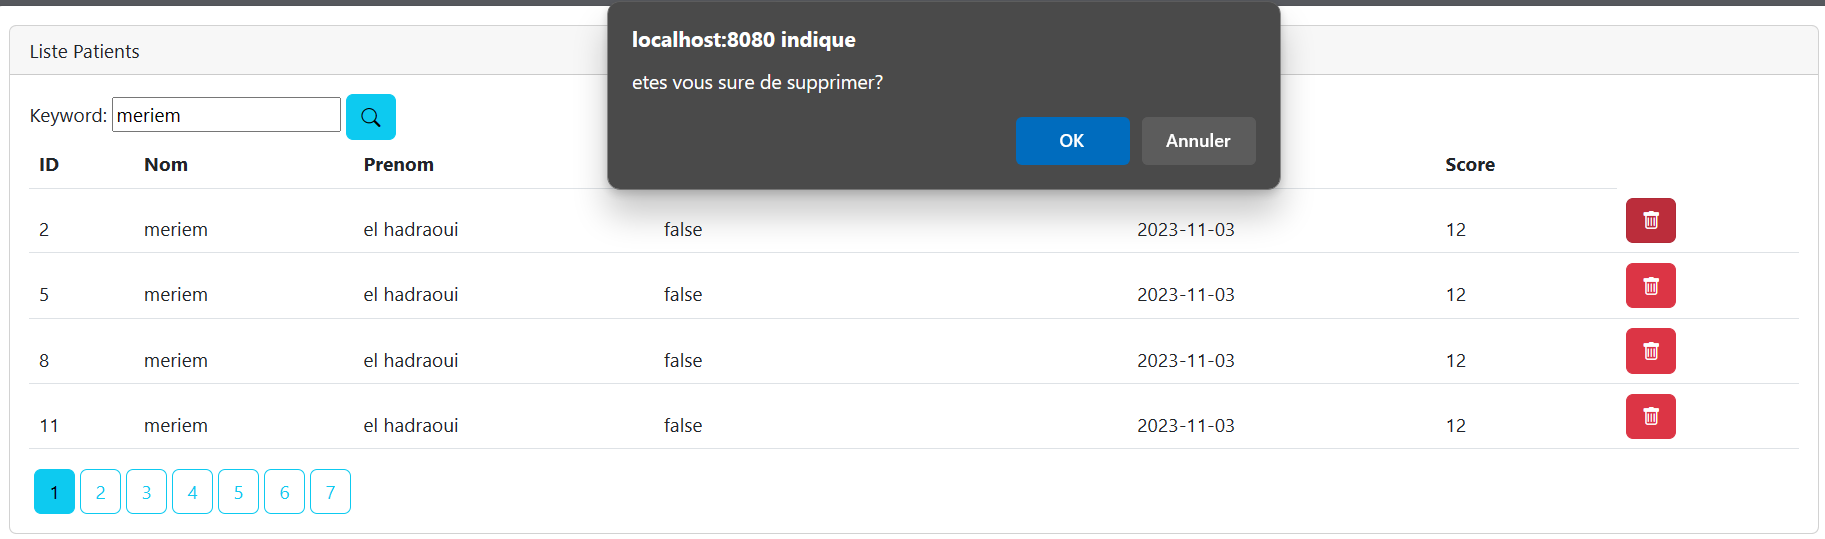 localhost:8080 indique
etes vous sure de supprimer?
OK Annuler
Liste Patients
Keyword: meriem
ID Nom Prenom Score
2 meriem el hadraoui false 2023-11-03 12
5 meriem el hadraoui false 2023-11-03 12
8 meriem el hadraoui false 2023-11-03 12
11 meriem el hadraoui false 2023-11-03 12
1 2 3 4 5 6 7